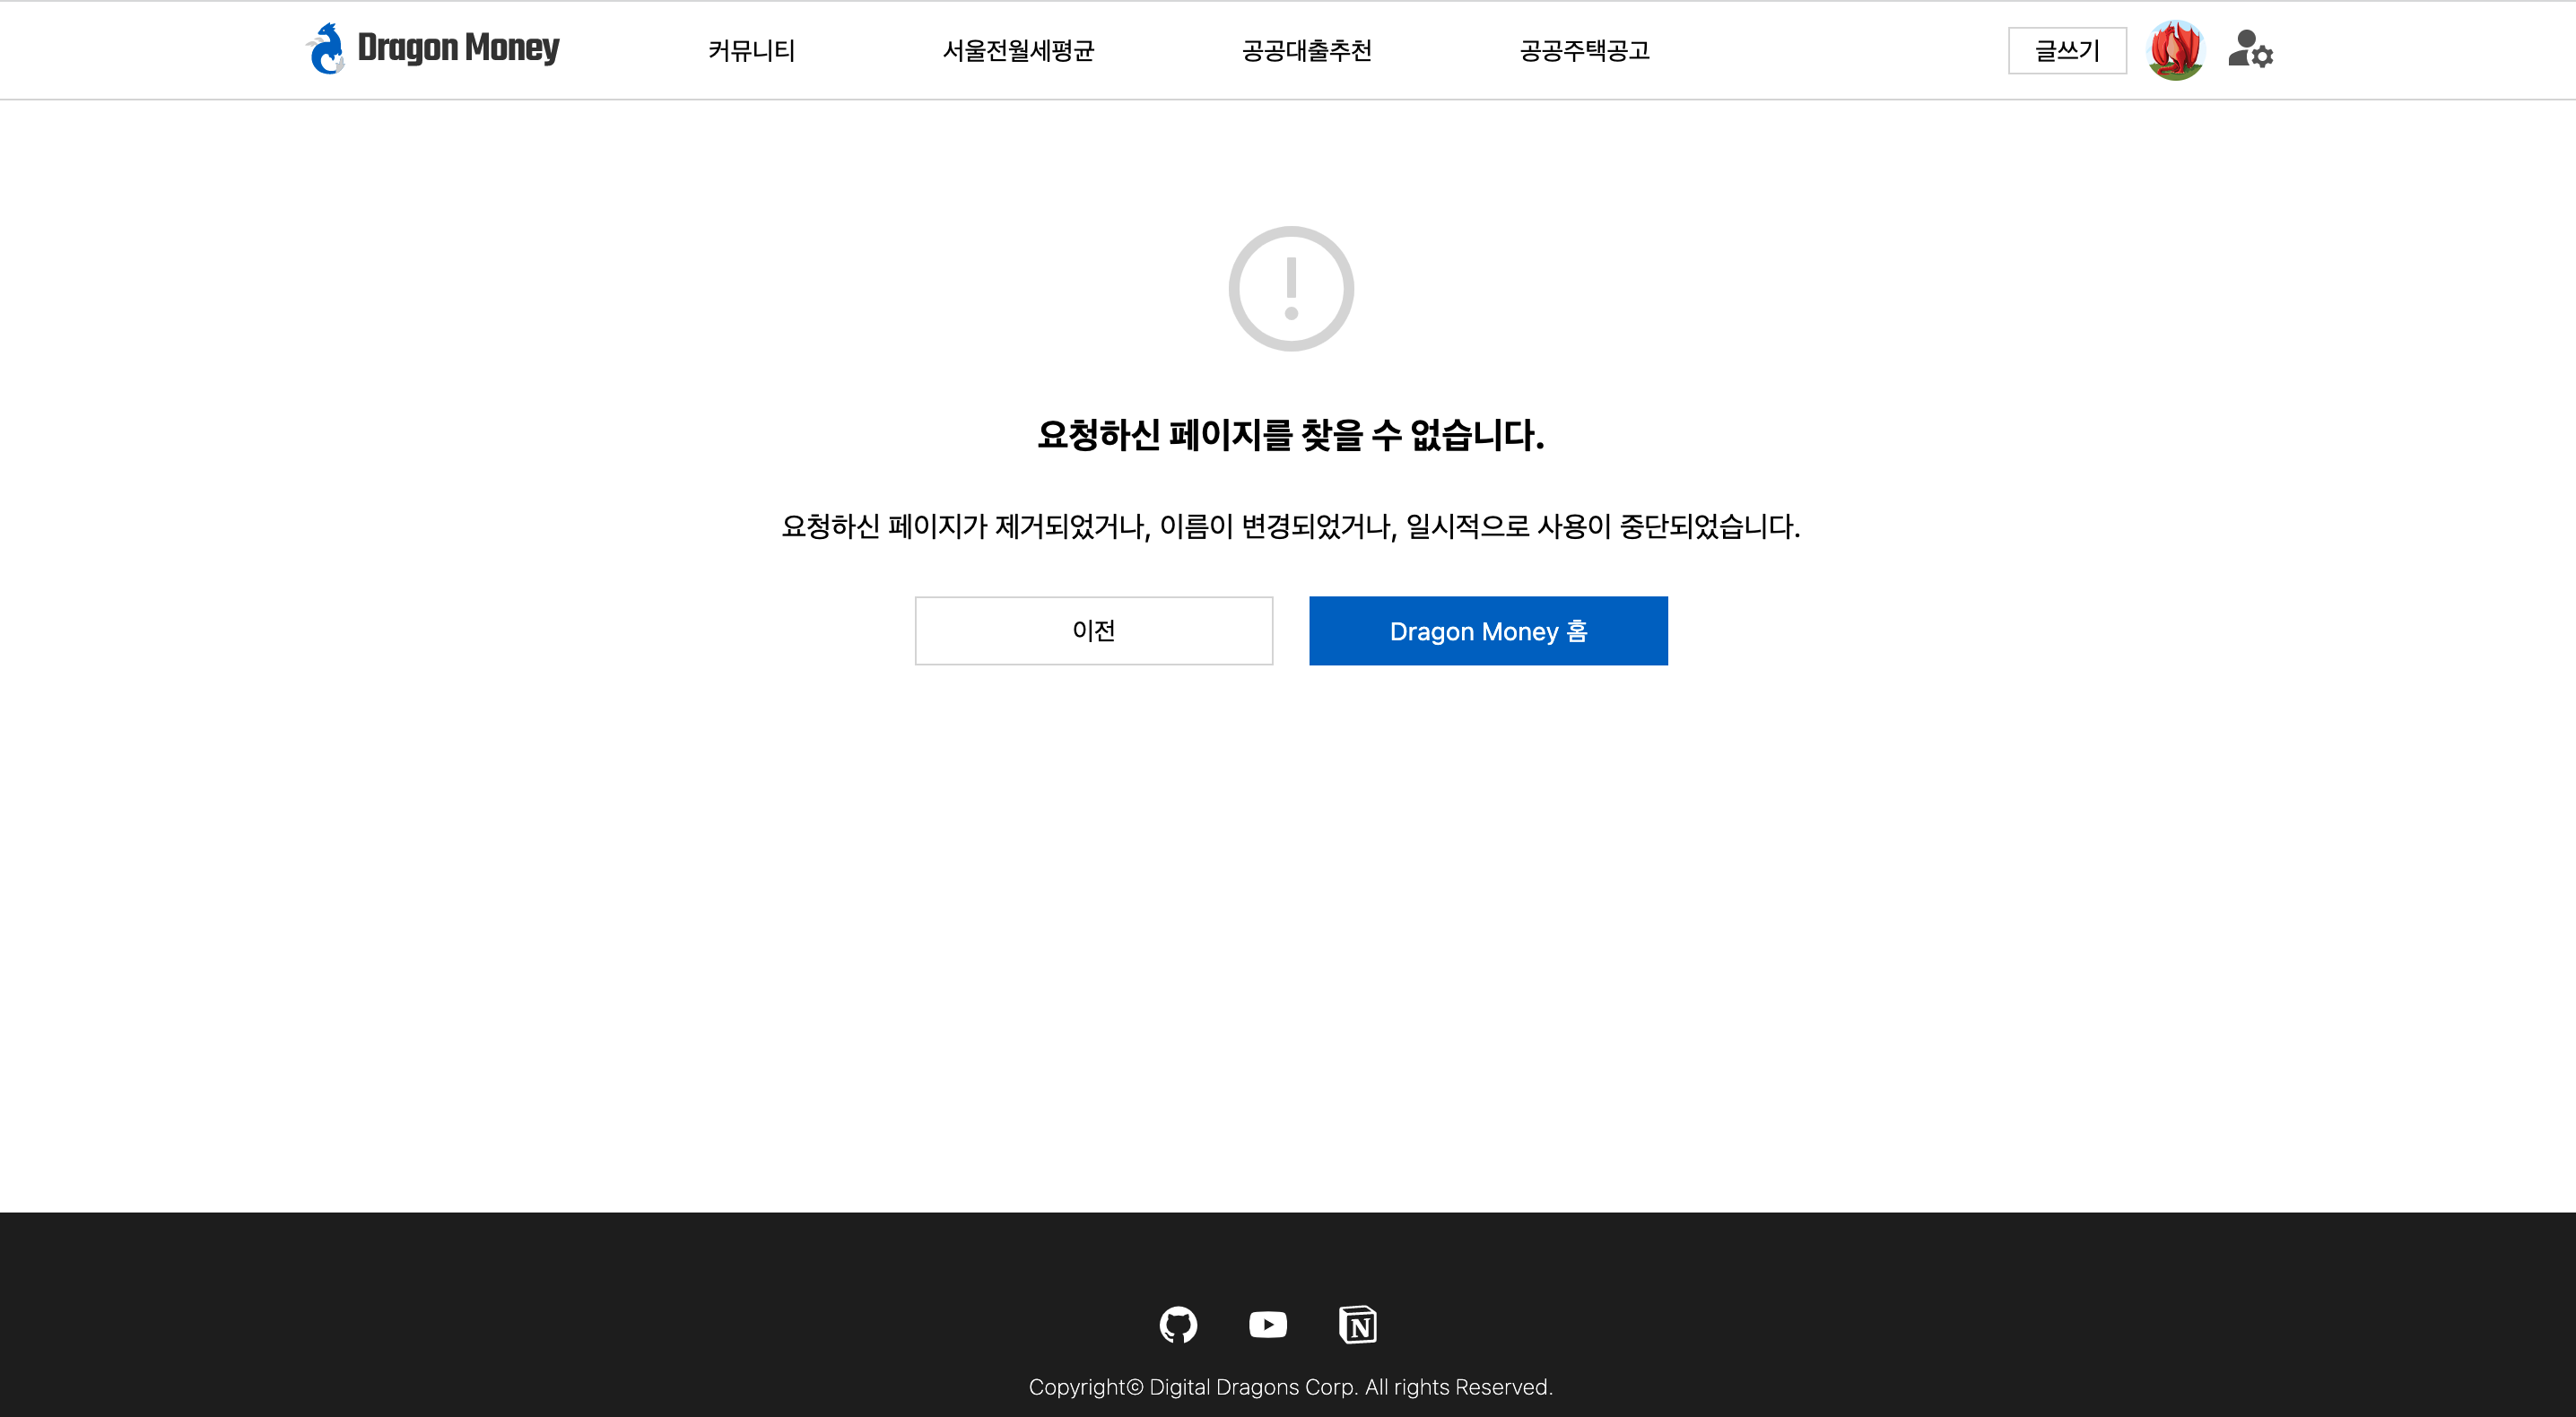 Dragon Money
커뮤니티
서울전월세평균
공공대출추천
공공주택공고
글쓰기
요청하신 페이지를 찾을 수 없습니다.
요청하신 페이지가 제거되었거나, 이름이 변경되었거나, 일시적으로 사용이 중단되었습니다.
이전
Dragon Money 홈
N
Copyright© Digital Dragons Corp. All rights Reserved.